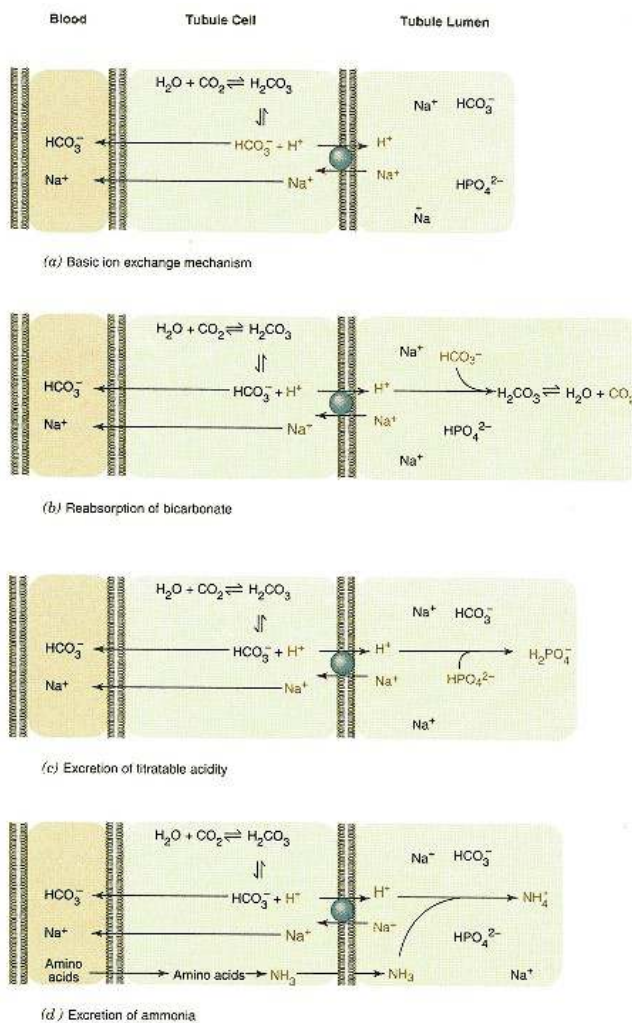 Blood Tubule Cell Tubule Lumen
H₂O + CO₂ ⇌ H₂CO₃
⇌
Na⁺ HCO₃⁻
HCO₃⁻ HCO₃⁻ + H⁺ H⁺
Na⁺ Na⁺ Na⁺ HPO₄²⁻
N̄a
(a) Basic ion exchange mechanism
H₂O + CO₂ ⇌ H₂CO₃
⇌
Na⁺ HCO₃⁻
HCO₃⁻ HCO₃⁻ + H⁺ H⁺ H₂CO₃ ⇌ H₂O + CO₂
Na⁺ Na⁺ Na⁺ HPO₄²⁻
Na⁺
(b) Reabsorption of bicarbonate
H₂O + CO₂ ⇌ H₂CO₃
⇌
Na⁺ HCO₃⁻
HCO₃⁻ HCO₃⁻ + H⁺ H⁺ H₂PO₄⁻
Na⁺ Na⁺ Na⁺ HPO₄²⁻
Na⁺
(c) Excretion of titratable acidity
H₂O + CO₂ ⇌ H₂CO₃
⇌
Na⁻ HCO₃⁻
HCO₃⁻ HCO₃⁻ + H⁺ H⁺ NH₄⁺
Na⁺ Na⁺ Na⁻ HPO₄²⁻
Amino acids Amino acids NH₃ NH₃ Na⁺
(d) Excretion of ammonia